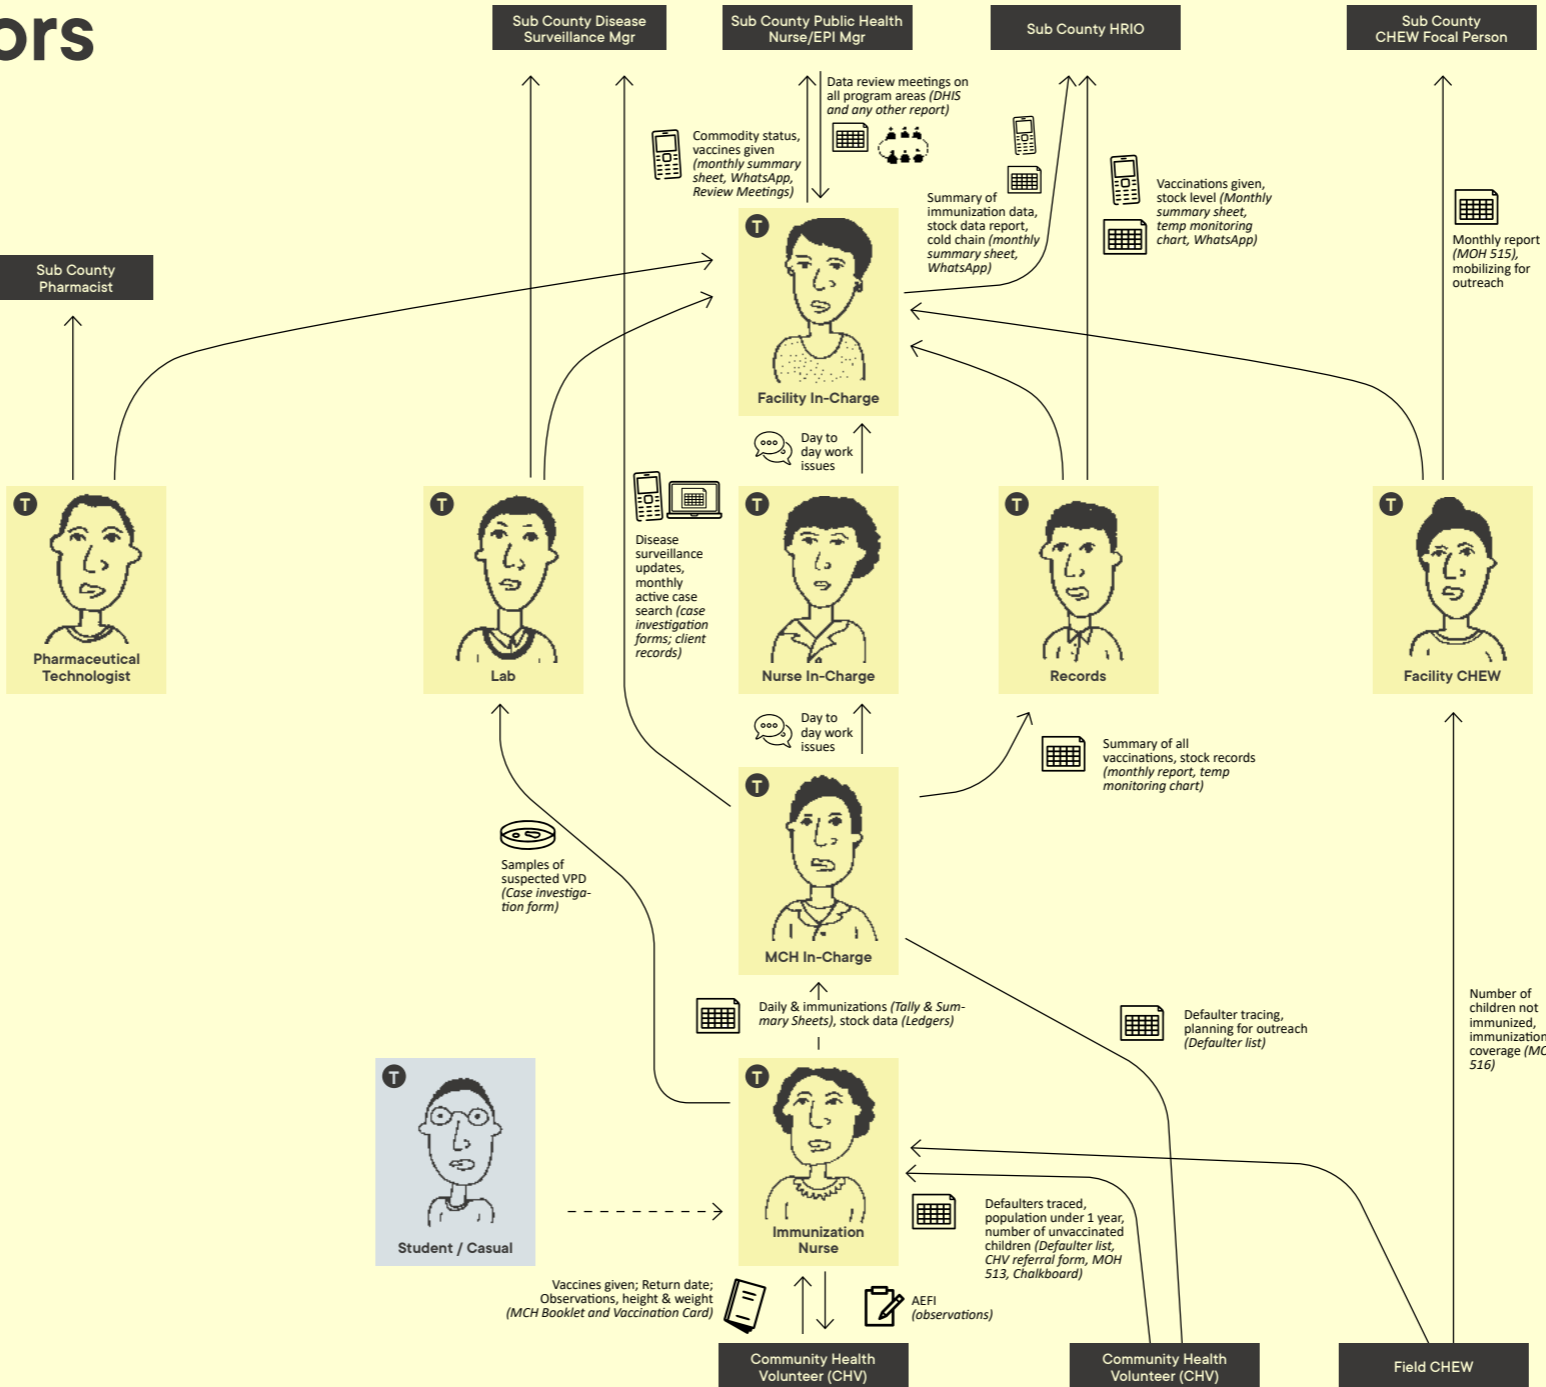 ors
Sub County Disease
Surveillance Mgr
Sub County Public Health
Nurse/EPI Mgr
Sub County HRIO
Sub County
CHEW Focal Person
Data review meetings on
all program areas (DHIS
and any other report)
Commodity status,
vaccines given
(monthly summary
sheet, WhatsApp,
Review Meetings)
Summary of
immunization data,
stock data report,
cold chain (monthly
summary sheet,
WhatsApp)
Vaccinations given,
stock level (Monthly
summary sheet,
temp monitoring
chart, WhatsApp)
Monthly report
(MOH 515),
mobilizing for
outreach
Sub County
Pharmacist
T
Facility In-Charge
Day to
day work
issues
T
Pharmaceutical
Technologist
T
Lab
Disease
surveillance
updates,
monthly
active case
search (case
investigation
forms; client
records)
T
Nurse In-Charge
T
Records
T
Facility CHEW
Day to
day work
issues
Summary of all
vaccinations, stock records
(monthly report, temp
monitoring chart)
T
MCH In-Charge
Samples of
suspected VPD
(Case investiga-
tion form)
Daily & immunizations (Tally & Sum-
mary Sheets), stock data (Ledgers)
Defaulter tracing,
planning for outreach
(Defaulter list)
Number of
children not
immunized,
immunization
coverage (MO
516)
T
Student / Casual
T
Immunization
Nurse
Defaulters traced,
population under 1 year,
number of unvaccinated
children (Defaulter list,
CHV referral form, MOH
513, Chalkboard)
Vaccines given; Return date;
Observations, height & weight
(MCH Booklet and Vaccination Card)
AEFI
(observations)
Community Health
Volunteer (CHV)
Community Health
Volunteer (CHV)
Field CHEW